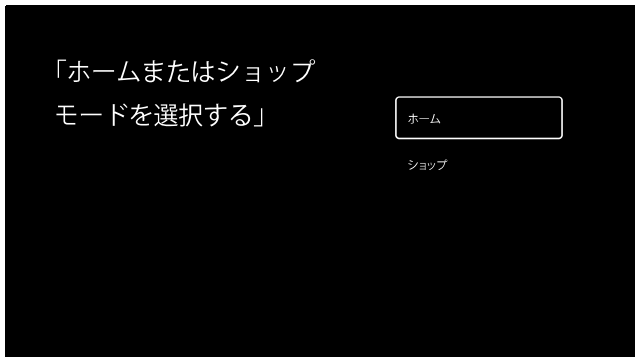 「ホームまたはショップ
モードを選択する」
ホーム
ショップ